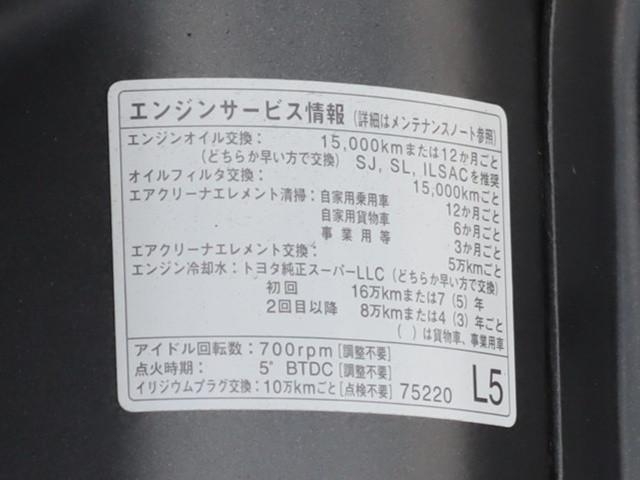 エンジンサービス情報 (詳細はメンテナンスノート参照)
エンジンオイル交換: 15,000kmまたは12か月ごと
(どちらか早い方で交換) SJ, SL, ILSACを推奨
オイルフィルタ交換: 15,000kmごと
エアクリーナエレメント清掃:自家用乗用車 12か月ごと
自家用貨物車 6か月ごと
事業用等 3か月ごと
エアクリーナエレメント交換: 5万kmごと
エンジン冷却水:トヨタ純正スーパーLLC (どちらか早い方で交換)
初回 16万kmまたは7 (5) 年
2回目以降 8万kmまたは4 (3) 年ごと
( )は貨物車、事業用車
アイドル回転数:700rpm [調整不要]
点火時期: 5° BTDC [調整不要]
イリジウムプラグ交換:10万kmごと[点検不要] 75220 L5